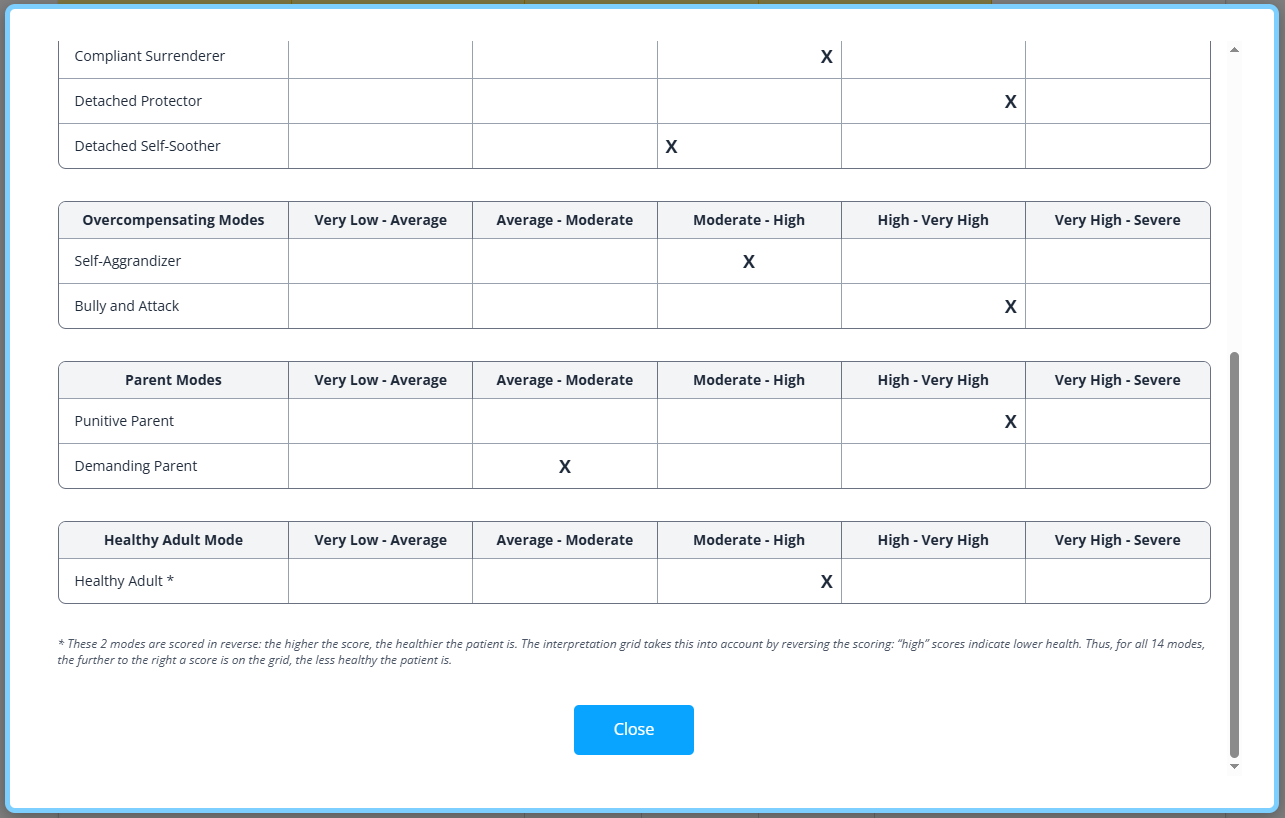 Compliant Surrenderer X
Detached Protector X
Detached Self-Soother X
Overcompensating Modes Very Low - Average Average - Moderate Moderate - High High - Very High Very High - Severe
Self-Aggrandizer X
Bully and Attack X
Parent Modes Very Low - Average Average - Moderate Moderate - High High - Very High Very High - Severe
Punitive Parent X
Demanding Parent X
Healthy Adult Mode Very Low - Average Average - Moderate Moderate - High High - Very High Very High - Severe
Healthy Adult * X
* These 2 modes are scored in reverse: the higher the score, the healthier the patient is. The interpretation grid takes this into account by reversing the scoring: “high” scores indicate lower health. Thus, for all 14 modes,
the further to the right a score is on the grid, the less healthy the patient is.
Close